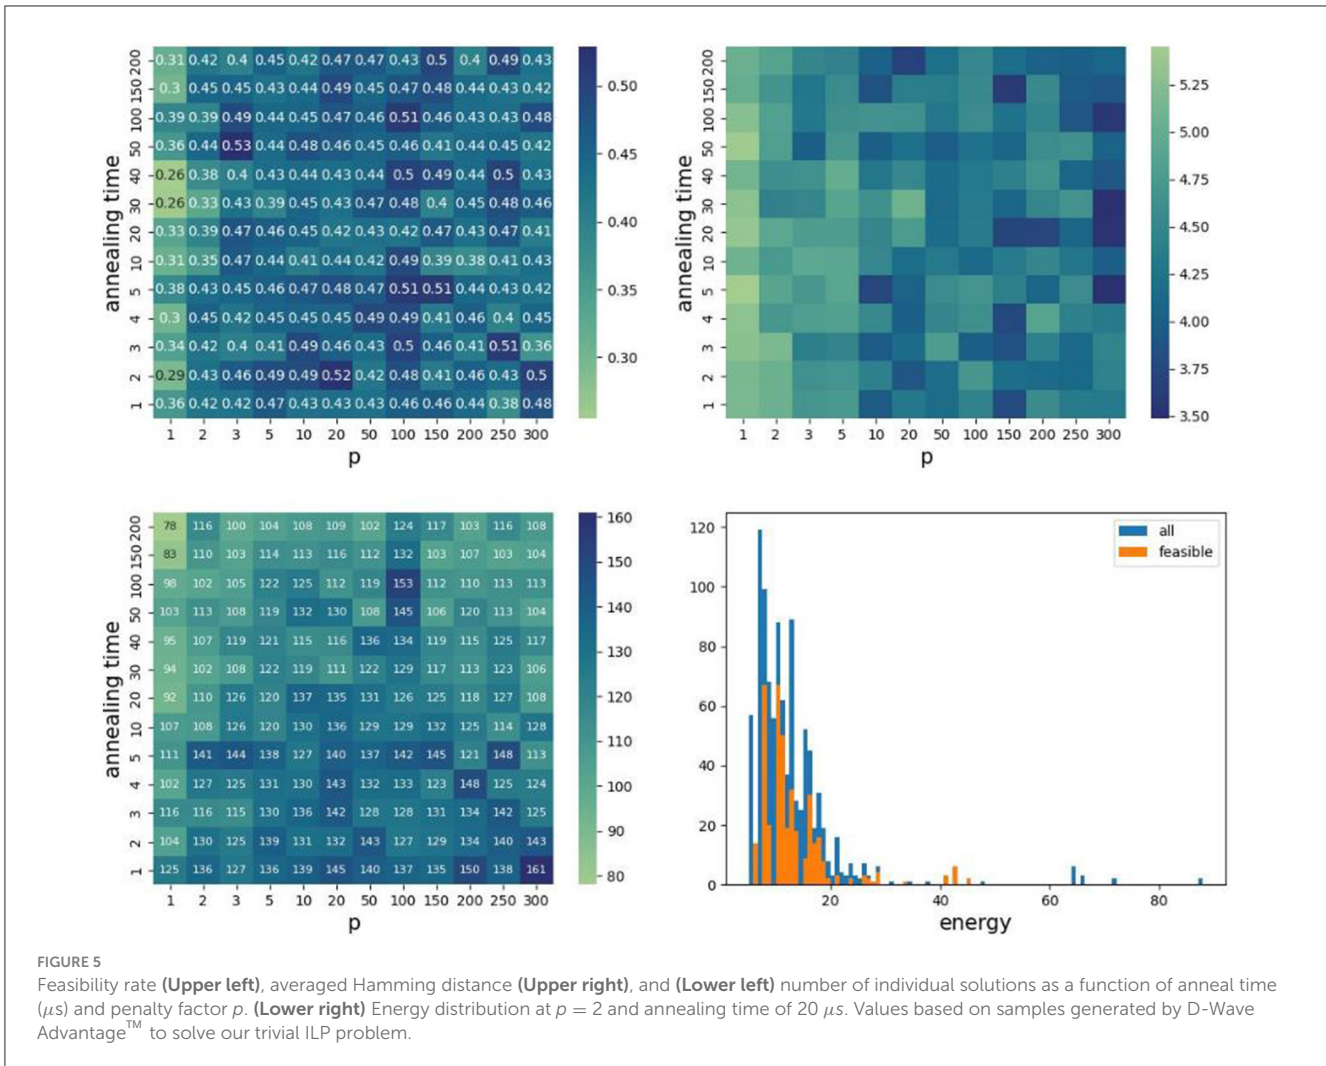 annealing time
200 0.31 0.42 0.4 0.45 0.42 0.47 0.47 0.43 0.5 0.4 0.49 0.43
150 0.3 0.45 0.45 0.43 0.44 0.49 0.45 0.47 0.48 0.44 0.43 0.42
100 0.39 0.39 0.49 0.44 0.45 0.47 0.46 0.51 0.46 0.43 0.43 0.48
50 0.36 0.44 0.53 0.44 0.48 0.46 0.45 0.46 0.41 0.44 0.45 0.42
40 0.26 0.38 0.4 0.43 0.44 0.43 0.44 0.5 0.49 0.44 0.5 0.43
30 0.26 0.33 0.43 0.39 0.45 0.43 0.47 0.48 0.4 0.45 0.48 0.46
20 0.33 0.39 0.47 0.46 0.45 0.42 0.43 0.42 0.47 0.43 0.47 0.41
10 0.31 0.35 0.47 0.44 0.41 0.44 0.42 0.49 0.39 0.38 0.41 0.43
5 0.38 0.43 0.45 0.46 0.47 0.48 0.47 0.51 0.51 0.44 0.43 0.42
4 0.3 0.45 0.42 0.45 0.45 0.45 0.49 0.49 0.41 0.46 0.4 0.45
3 0.34 0.42 0.4 0.41 0.49 0.46 0.43 0.5 0.46 0.41 0.51 0.36
2 0.29 0.43 0.46 0.49 0.49 0.52 0.42 0.48 0.41 0.46 0.43 0.5
1 0.36 0.42 0.42 0.47 0.43 0.43 0.43 0.46 0.46 0.44 0.38 0.48
1 2 3 5 10 20 50 100 150 200 250 300
p
0.50
0.45
0.40
0.35
0.30
annealing time
200
150
100
50
40
30
20
10
5
4
3
2
1
1 2 3 5 10 20 50 100 150 200 250 300
p
5.25
5.00
4.75
4.50
4.25
4.00
3.75
3.50
annealing time
200 78 116 100 104 108 109 102 124 117 103 116 108
150 83 110 103 114 113 116 112 132 103 107 103 104
100 98 102 105 122 125 112 119 153 112 110 113 113
50 103 113 108 119 132 130 108 145 106 120 113 104
40 95 107 119 121 115 116 136 134 119 115 125 117
30 94 102 108 122 119 111 122 129 117 113 123 106
20 92 110 126 120 137 135 131 126 125 118 127 108
10 107 108 126 120 130 136 129 129 132 125 114 128
5 111 141 144 138 127 140 137 142 145 121 148 113
4 102 127 125 131 130 143 132 133 123 148 125 124
3 116 116 115 130 136 142 128 128 131 134 142 125
2 104 130 125 139 131 132 143 127 129 134 140 143
1 125 136 127 136 139 145 140 137 135 150 138 161
1 2 3 5 10 20 50 100 150 200 250 300
p
160
150
140
130
120
110
100
90
80
120
100
80
60
40
20
0
20 40 60 80
energy
all
feasible
FIGURE 5
Feasibility rate (Upper left), averaged Hamming distance (Upper right), and (Lower left) number of individual solutions as a function of anneal time
(μs) and penalty factor p. (Lower right) Energy distribution at p = 2 and annealing time of 20 μs. Values based on samples generated by D-Wave
Advantage™ to solve our trivial ILP problem.